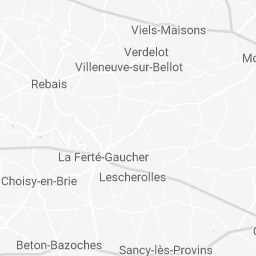 Viels-Maisons
Verdelot
Villeneuve-sur-Bellot
Mo
Rebais
La Ferté-Gaucher
Lescherolles
Choisy-en-Brie
Beton-Bazoches
Sancy-lès-Provins